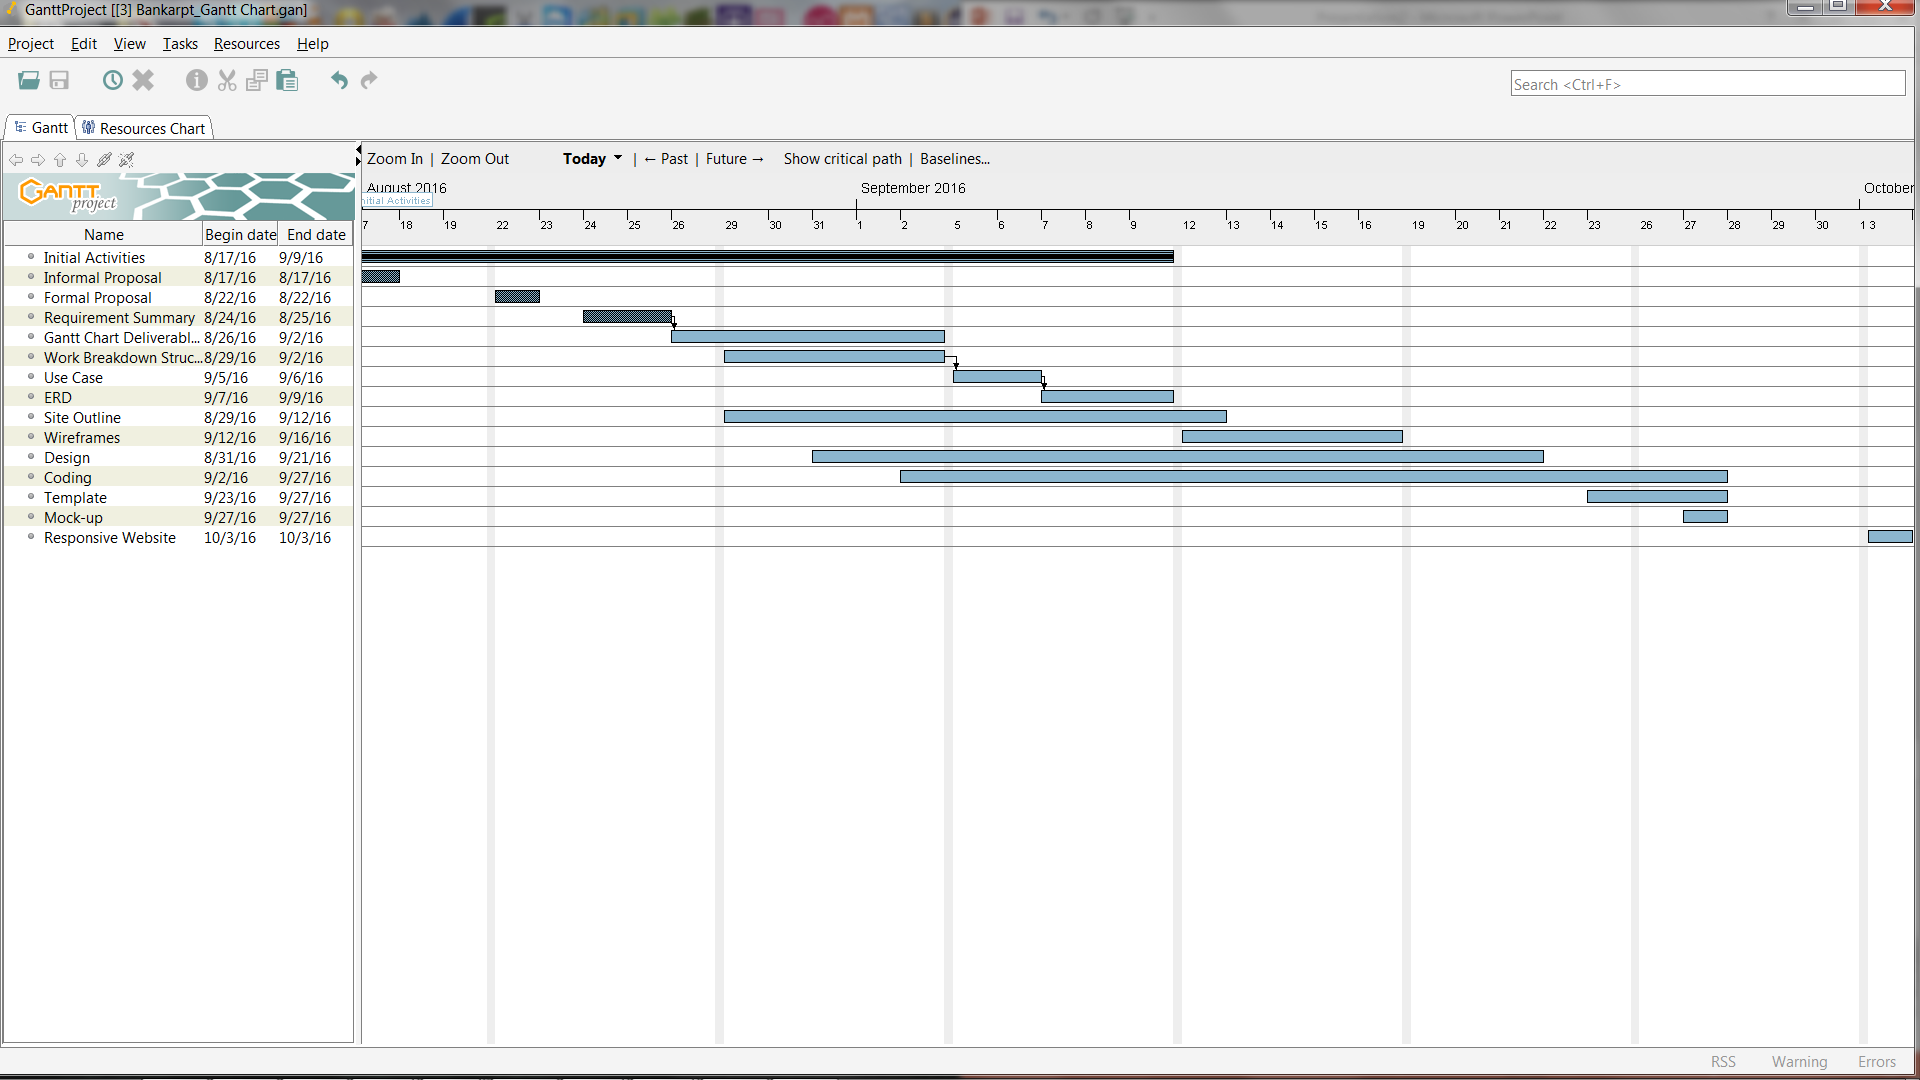 GanttProject [[3] Bankarpt_Gantt Chart.gan]
Project Edit View Tasks Resources Help
Search <Ctrl+F>
Gantt Resources Chart
Zoom In | Zoom Out Today | ← Past | Future → Show critical path | Baselines...
GANTT project
August 2016 September 2016 October
nitial Activities
7 18 19 22 23 24 25 26 29 30 31 1 2 5 6 7 8 9 12 13 14 15 16 19 20 21 22 23 26 27 28 29 30 1 3
Name Begin date End date
Initial Activities 8/17/16 9/9/16
Informal Proposal 8/17/16 8/17/16
Formal Proposal 8/22/16 8/22/16
Requirement Summary 8/24/16 8/25/16
Gantt Chart Deliverabl... 8/26/16 9/2/16
Work Breakdown Struc... 8/29/16 9/2/16
Use Case 9/5/16 9/6/16
ERD 9/7/16 9/9/16
Site Outline 8/29/16 9/12/16
Wireframes 9/12/16 9/16/16
Design 8/31/16 9/21/16
Coding 9/2/16 9/27/16
Template 9/23/16 9/27/16
Mock-up 9/27/16 9/27/16
Responsive Website 10/3/16 10/3/16
RSS Warning Errors